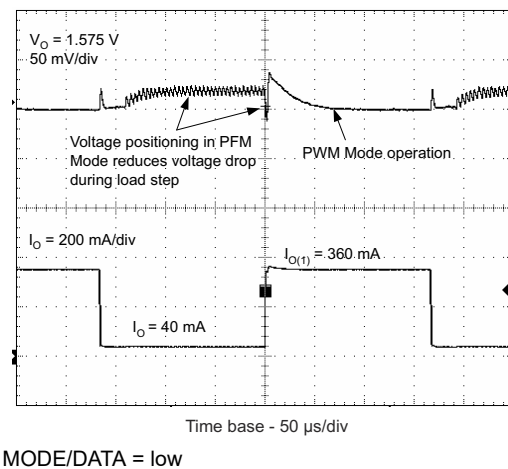 V_O = 1.575 V
50 mV/div
Voltage positioning in PFM
Mode reduces voltage drop
during load step
PWM Mode operation
I_O = 200 mA/div
I_O(1) = 360 mA
I_O = 40 mA
Time base - 50 µs/div
MODE/DATA = low